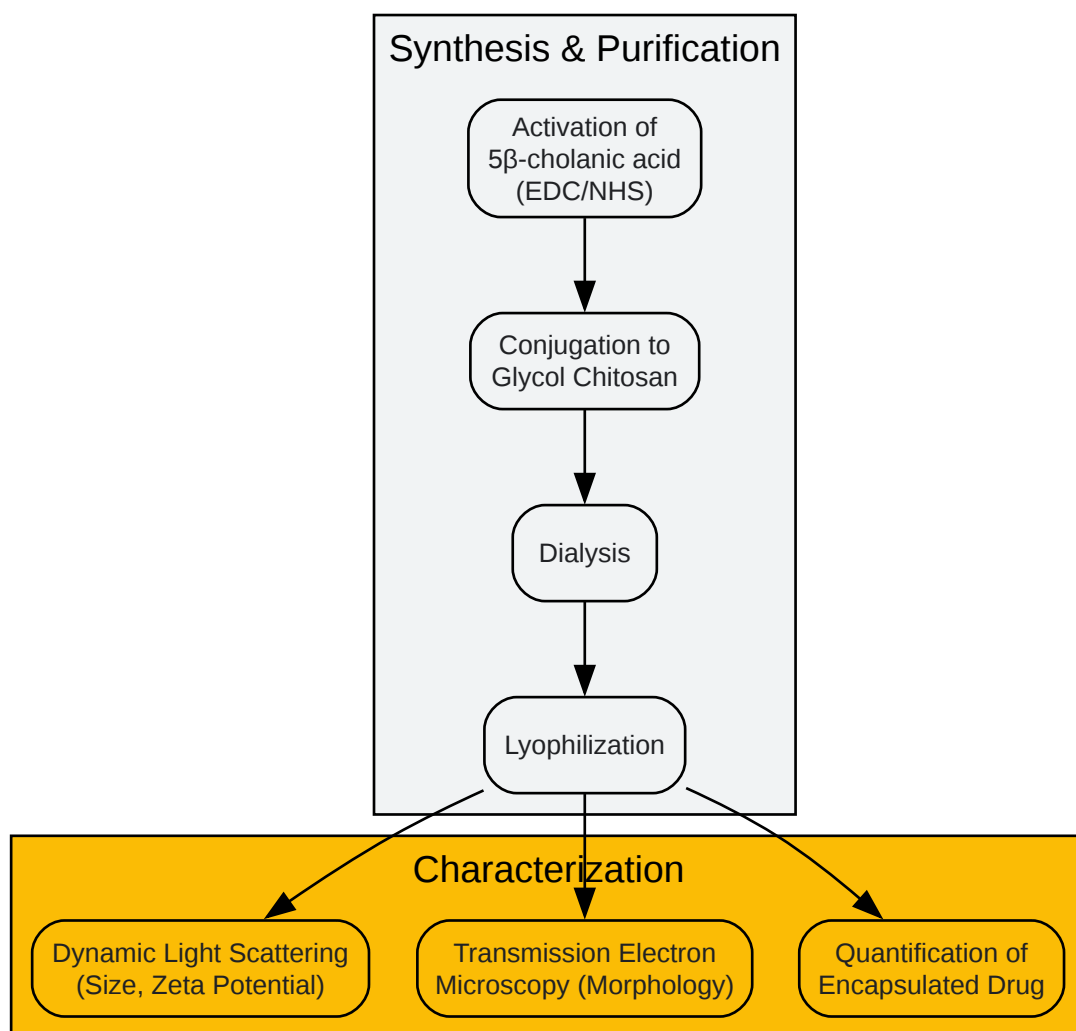 Synthesis & Purification
Activation of
5β-cholanic acid
(EDC/NHS)
Conjugation to
Glycol Chitosan
Dialysis
Lyophilization
Characterization
Dynamic Light Scattering
(Size, Zeta Potential)
Transmission Electron
Microscopy (Morphology)
Quantification of
Encapsulated Drug